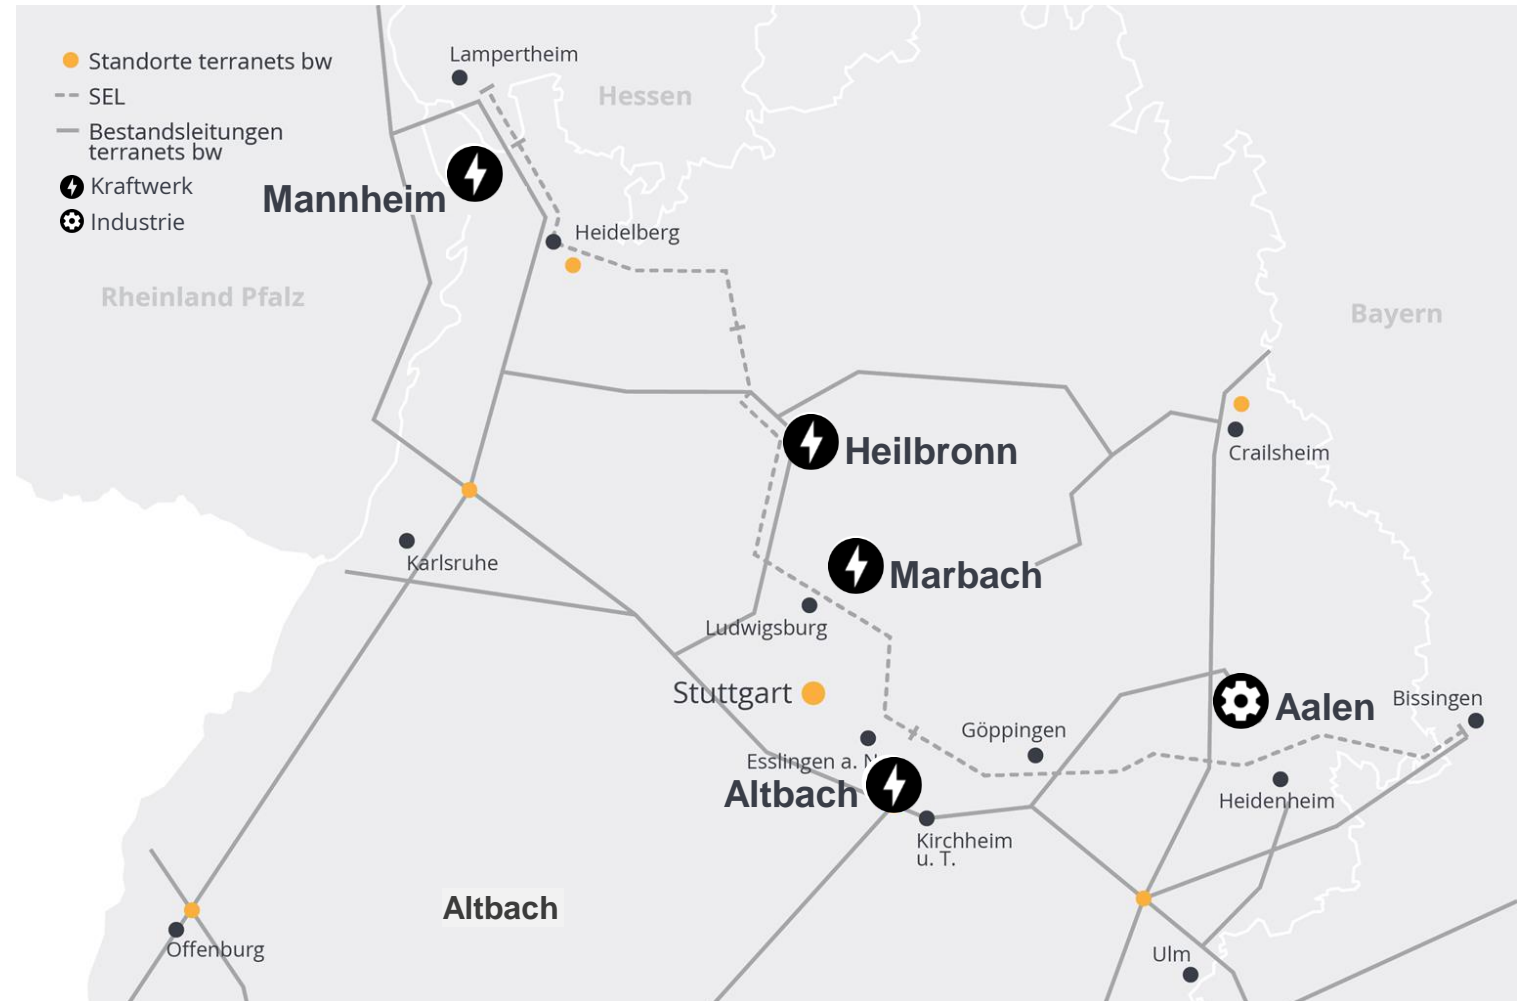 Standorte terranets bw
SEL
Bestandsleitungen
terranets bw
Kraftwerk
Industrie
Lampertheim
Hessen
Mannheim
Heidelberg
Rheinland Pfalz
Bayern
Heilbronn
Crailsheim
Karlsruhe
Marbach
Ludwigsburg
Stuttgart
Aalen
Bissingen
Göppingen
Esslingen a. N
Altbach
Heidenheim
Kirchheim
u. T.
Altbach
Offenburg
Ulm